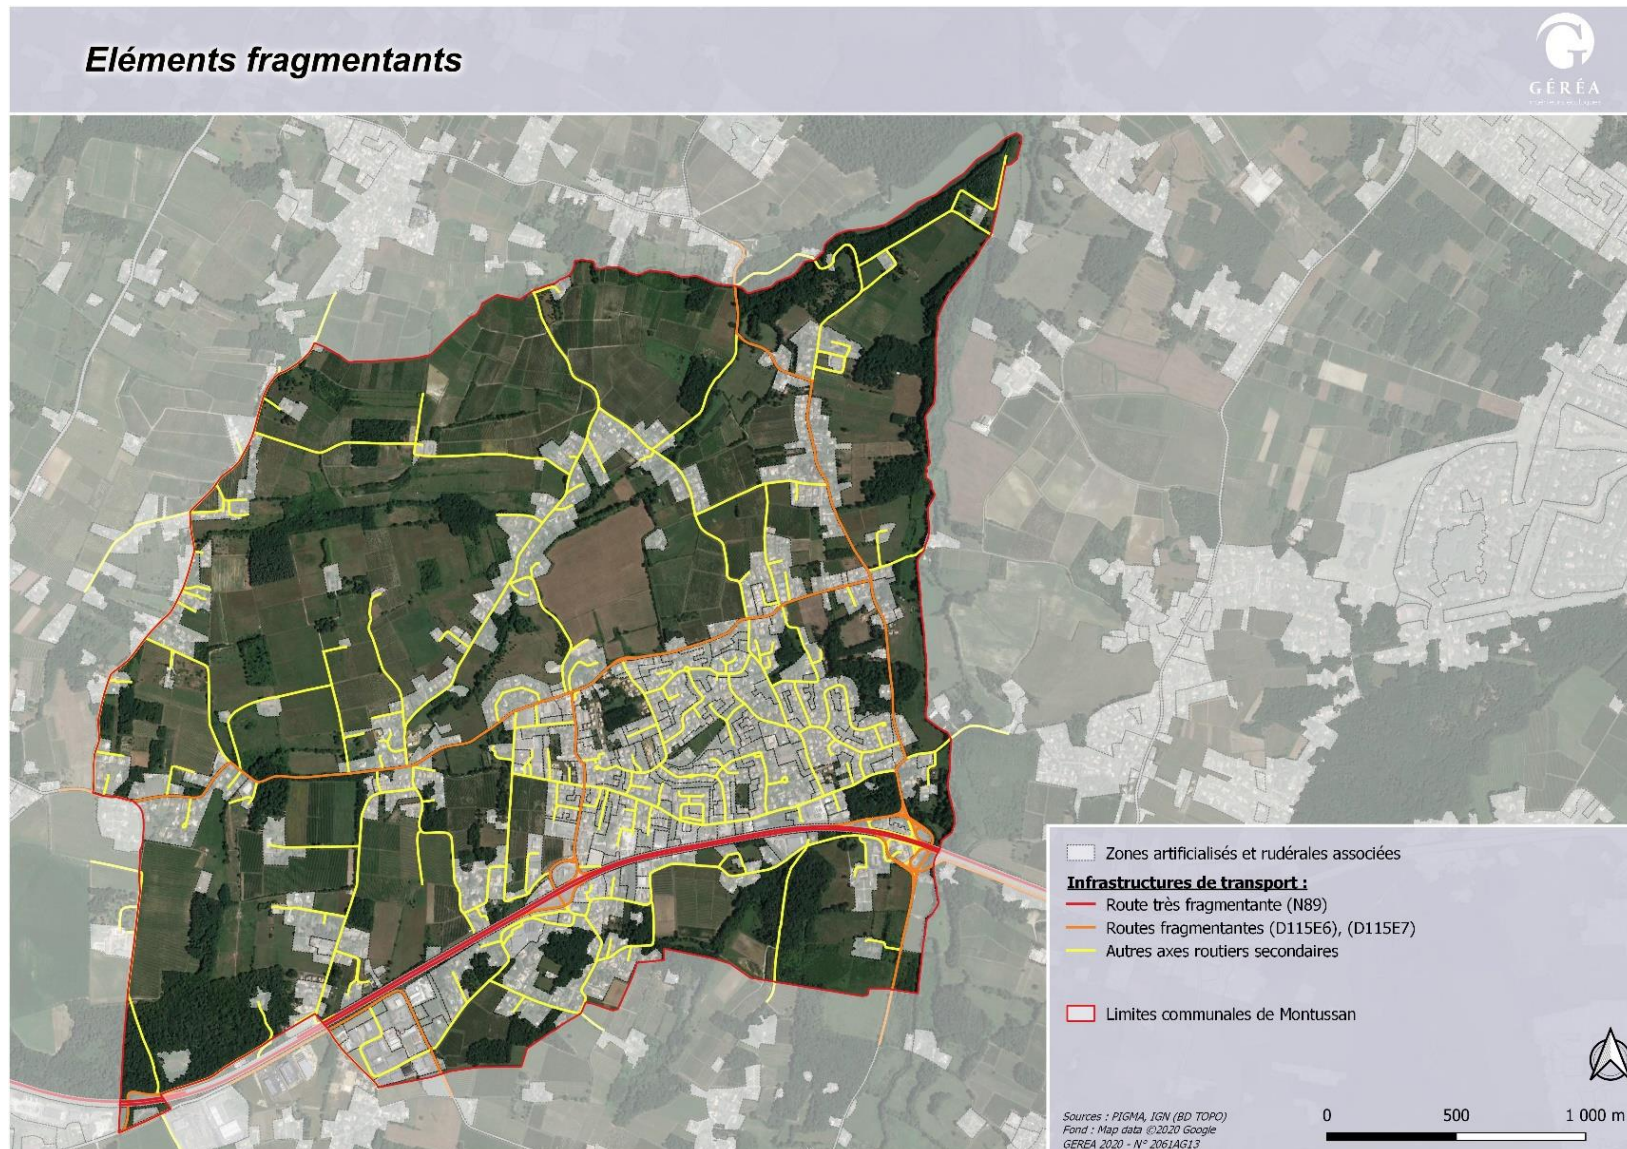 Eléments fragmentants
GÉRÉA
Zones artificialisés et rudérales associées
Infrastructures de transport :
Route très fragmentante (N89)
Routes fragmentantes (D115E6), (D115E7)
Autres axes routiers secondaires
Limites communales de Montussan
Sources : PIGMA, IGN (BD TOPO)
Fond : Map data ©2020 Google
GEREA 2020 - N° 2061AG13
0 500 1 000 m